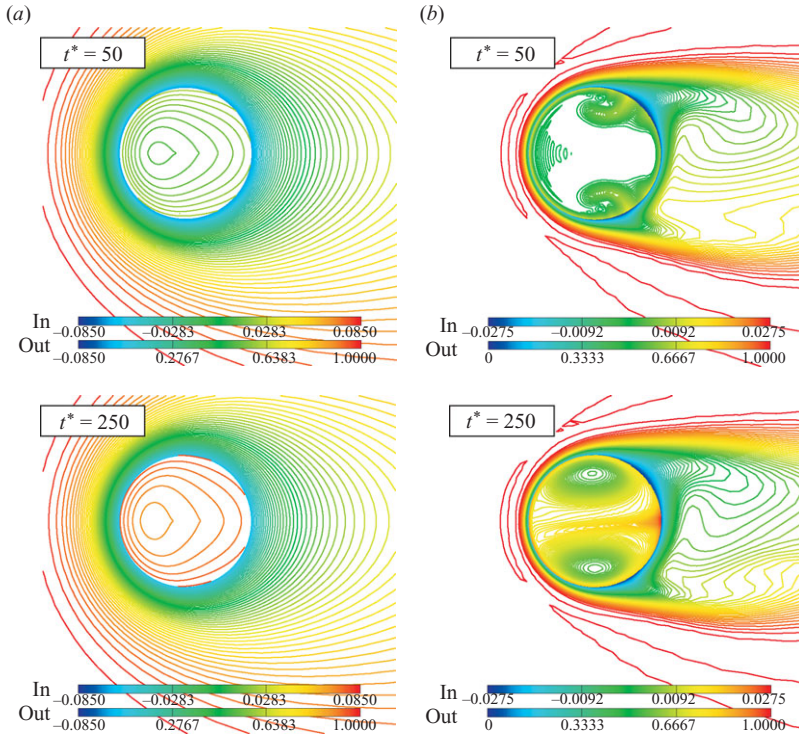 (a)
(b)
t* = 50
t* = 50
In
−0.0850 −0.0283 0.0283 0.0850
Out
−0.0850 0.2767 0.6383 1.0000
In
−0.0275 −0.0092 0.0092 0.0275
Out
0 0.3333 0.6667 1.0000
t* = 250
t* = 250
In
−0.0850 −0.0283 0.0283 0.0850
Out
−0.0850 0.2767 0.6383 1.0000
In
−0.0275 −0.0092 0.0092 0.0275
Out
0 0.3333 0.6667 1.0000